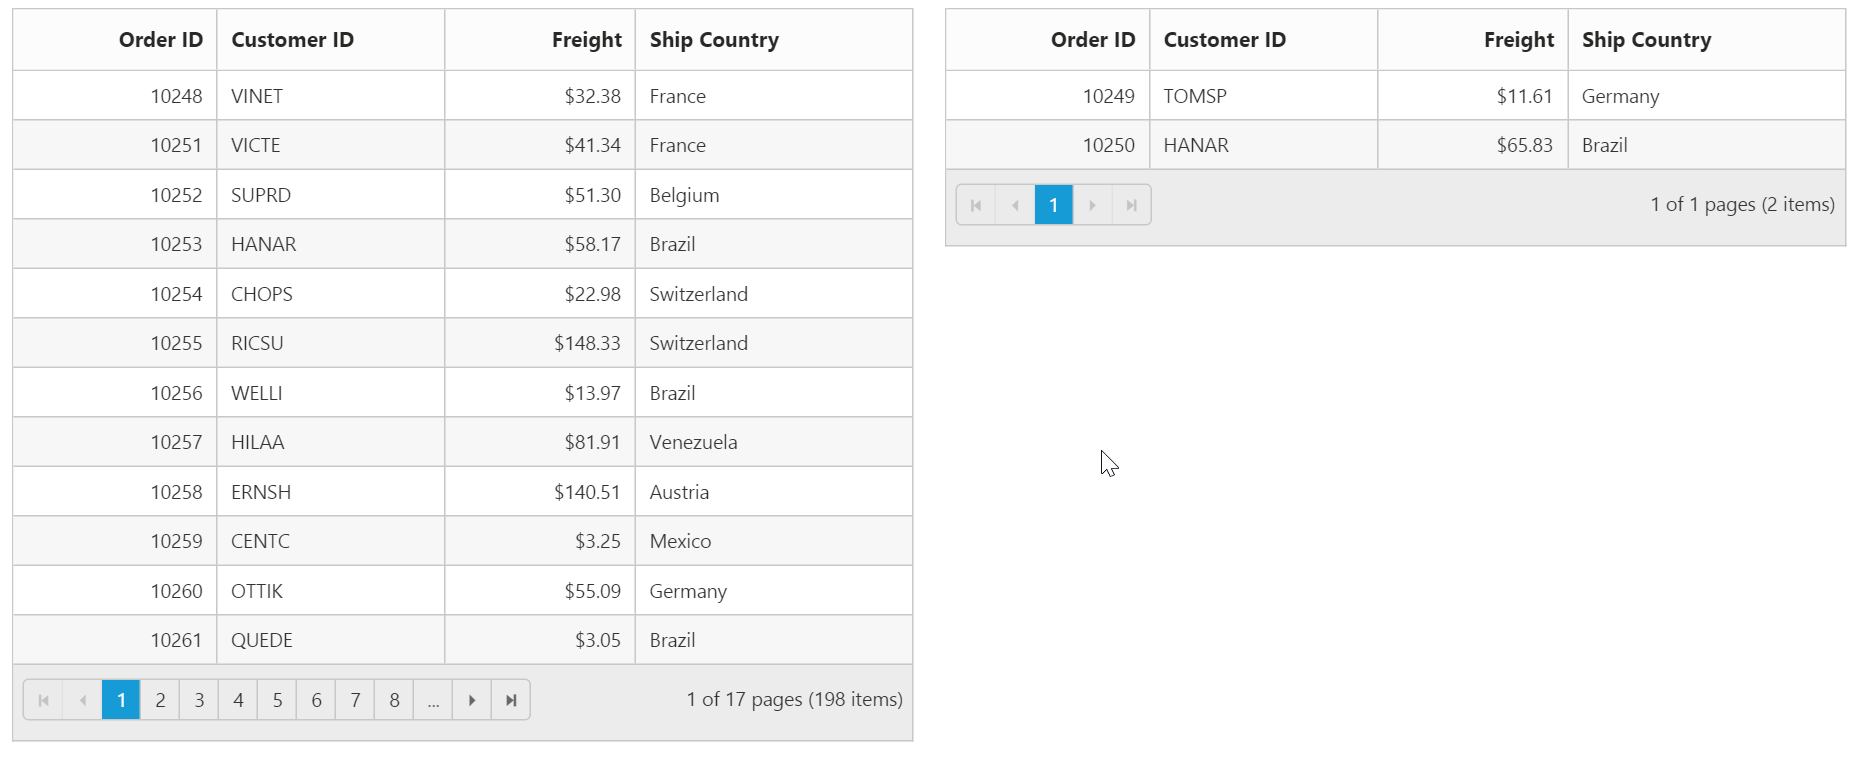 Order ID Customer ID Freight Ship Country
10248 VINET $32.38 France
10251 VICTE $41.34 France
10252 SUPRD $51.30 Belgium
10253 HANAR $58.17 Brazil
10254 CHOPS $22.98 Switzerland
10255 RICSU $148.33 Switzerland
10256 WELLI $13.97 Brazil
10257 HILAA $81.91 Venezuela
10258 ERNSH $140.51 Austria
10259 CENTC $3.25 Mexico
10260 OTTIK $55.09 Germany
10261 QUEDE $3.05 Brazil
1 2 3 4 5 6 7 8 ... 1 of 17 pages (198 items)
Order ID Customer ID Freight Ship Country
10249 TOMSP $11.61 Germany
10250 HANAR $65.83 Brazil
1 1 of 1 pages (2 items)